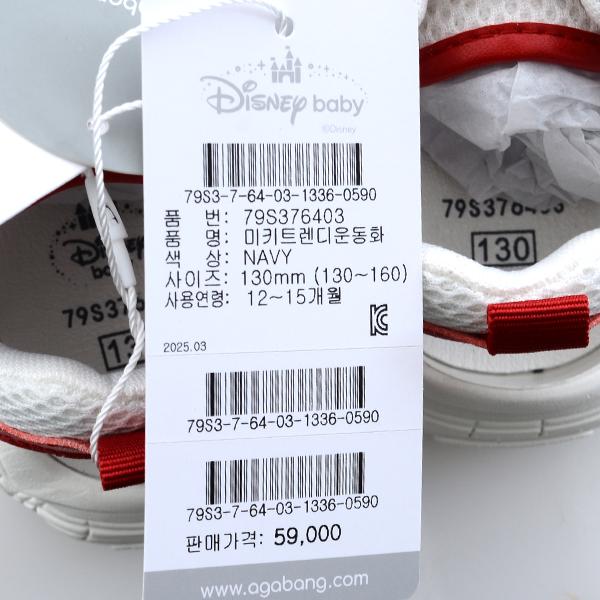 Disney baby
©Disney
79S3-7-64-03-1336-0590
품 번: 79S376403
품 명: 미키트렌디운동화
색 상: NAVY
사이즈: 130mm (130~160)
사용연령: 12~15개월
2025.03
79S3-7-64-03-1336-0590
79S3-7-64-03-1336-0590
판매가격: 59,000
www.agabang.com
Disney
baby
79S376403
130